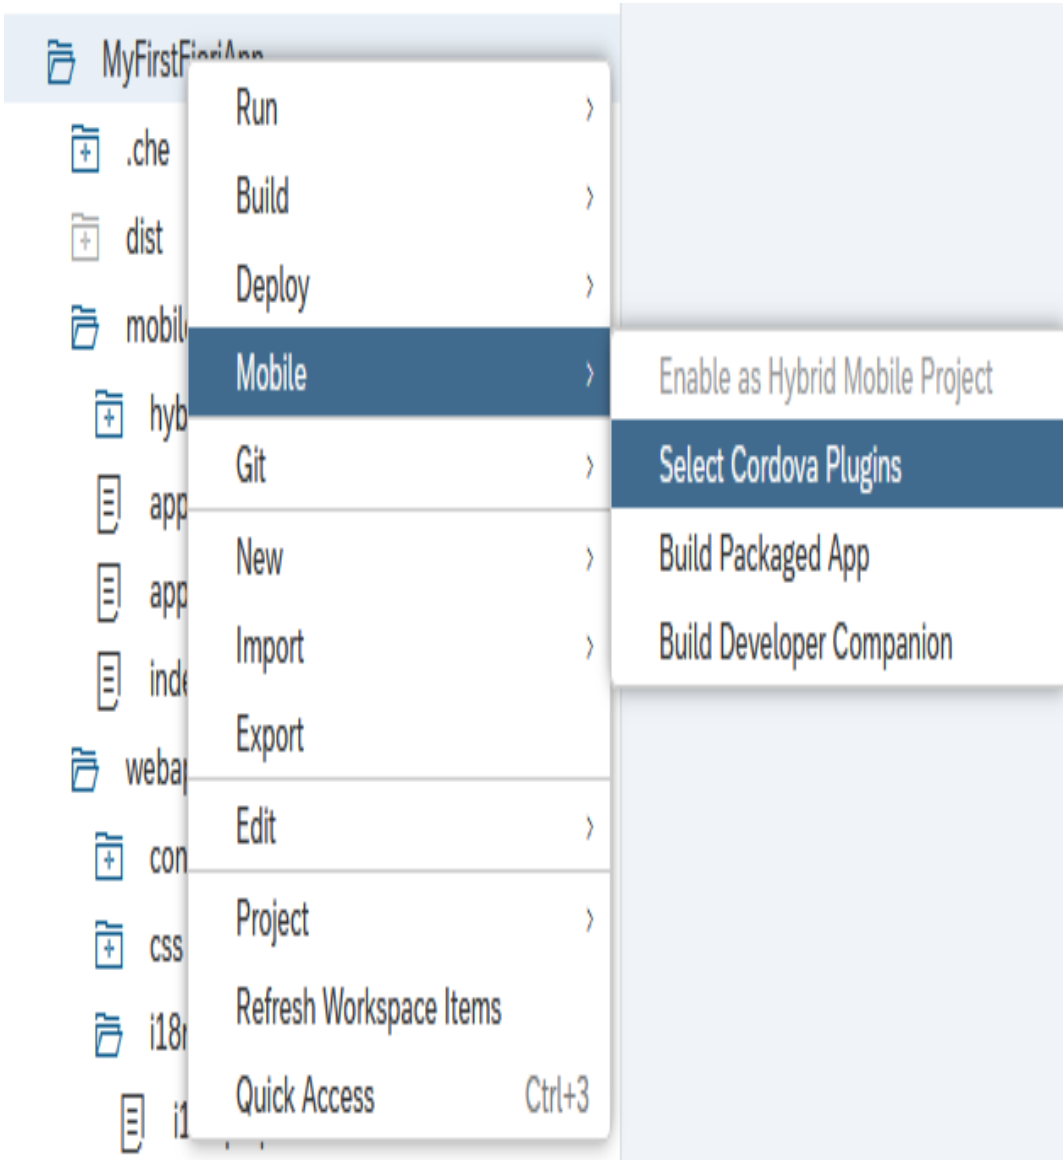 MyFirstFioriApp
.che
dist
Run
Build
Deploy
Mobile
Git
New
Import
Export
Edit
Project
Refresh Workspace Items
Quick Access Ctrl+3
Enable as Hybrid Mobile Project
Select Cordova Plugins
Build Packaged App
Build Developer Companion
css